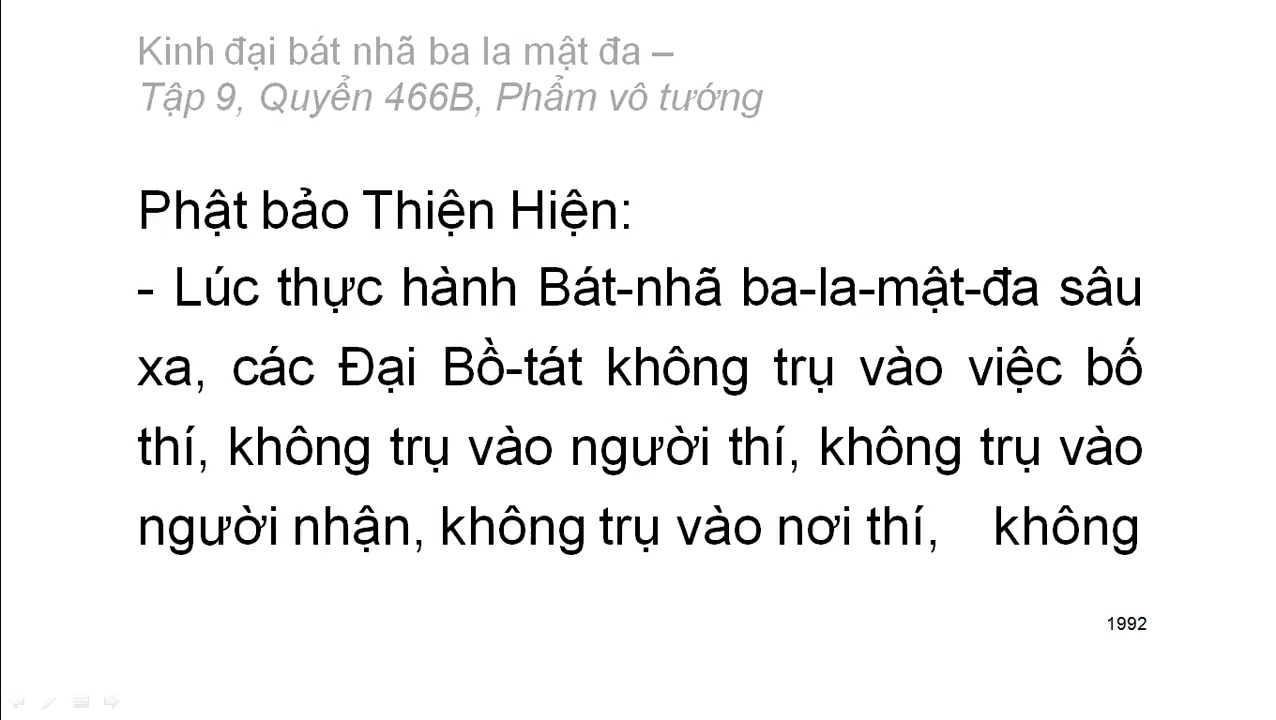 Kinh đại bát nhã ba la mật đa –
Tập 9, Quyển 466B, Phẩm vô tướng
Phật bảo Thiện Hiện:
- Lúc thực hành Bát-nhã ba-la-mật-đa sâu
xa, các Đại Bồ-tát không trụ vào việc bố
thí, không trụ vào người thí, không trụ vào
người nhận, không trụ vào nơi thí, không
1992